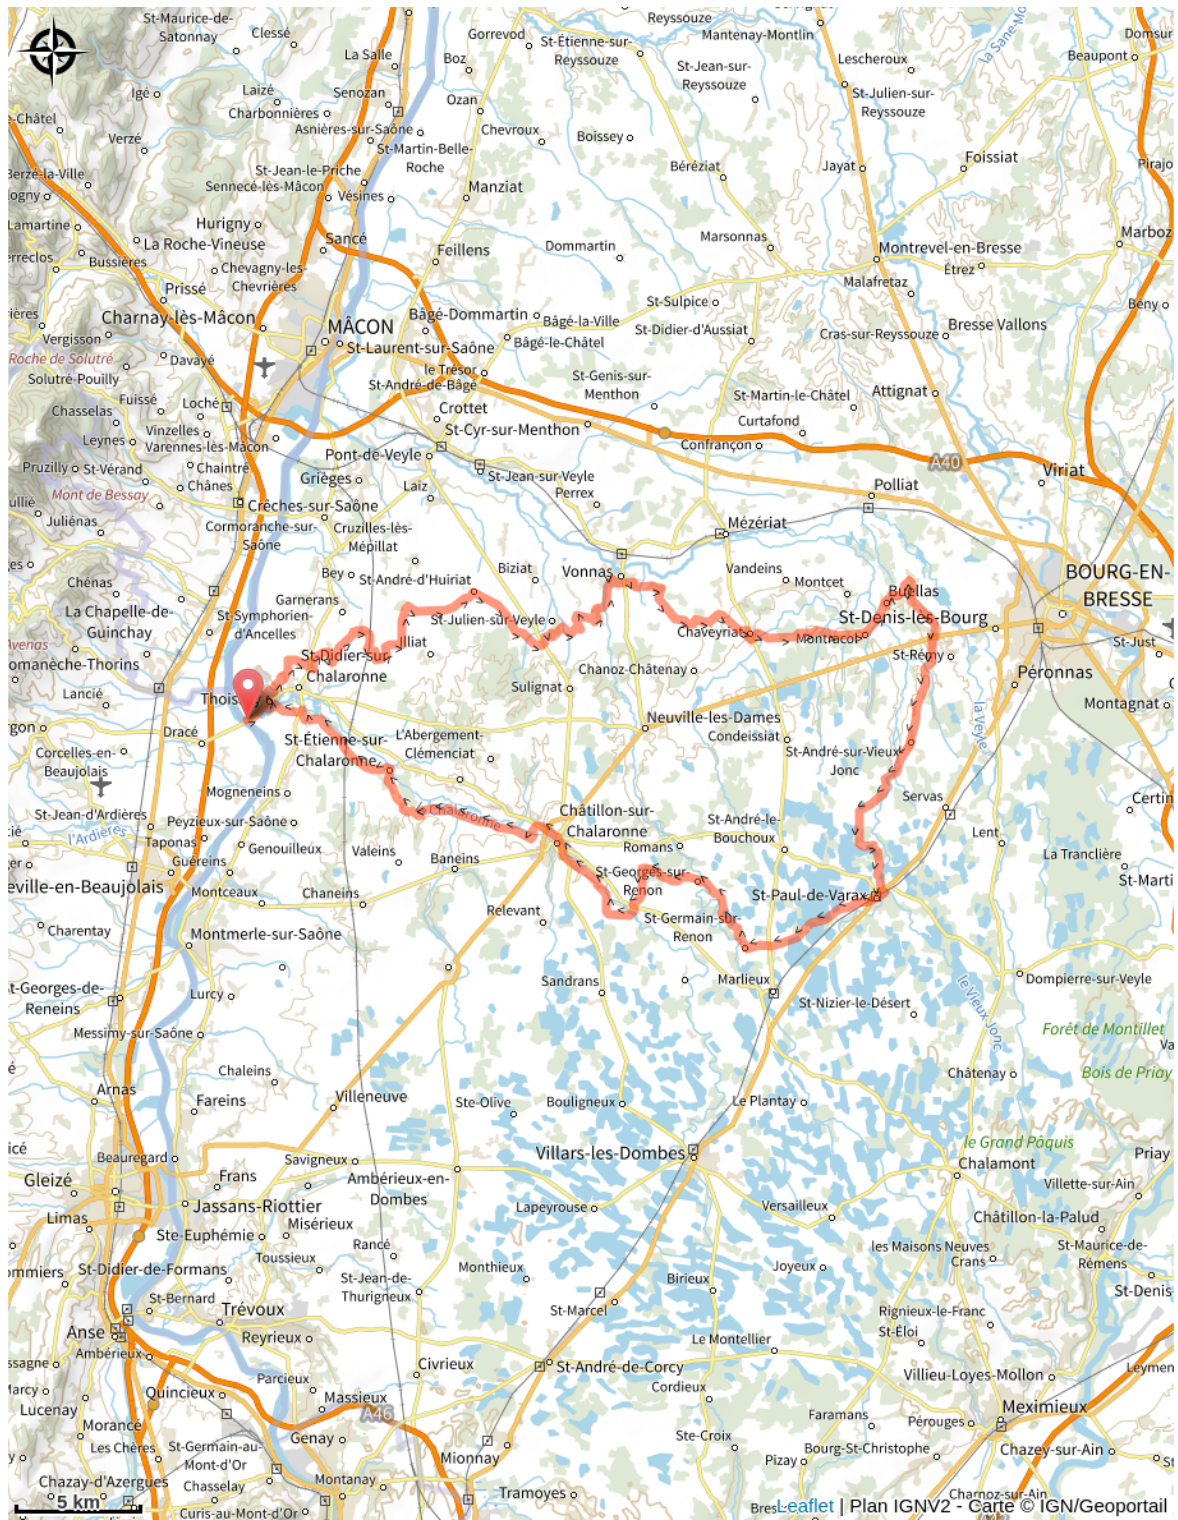 St-Maurice-de-
Satonnay
Clessé
Gorrevod
St-Étienne-sur-
Reyssouze
Reyssouze
Mantenay-Montlin
la Sane-Mo
Domsur
La Salle
Boz
St-Jean-sur-
Reyssouze
Lescheroux
Beaupont
Igé
Laizé
Senozan
Ozan
St-Julien-sur-
Reyssouze
e-Châtel
Charbonnières
Asnières-sur-Saône
Chevroux
Boissey
Verzé
St-Martin-Belle-
Roche
Béréziat
Jayat
Foissiat
Piraj
Berzé-la-Ville
St-Jean-le-Priche
Sennecé-lès-Mâcon
Vésines
Manziat
ogny
Lamartine
Hurigny
La Roche-Vineuse
Sancé
Feillens
Dommartin
Marsonnas
Montrevel-en-Bresse
Marboz
erreclos
Bussières
Chevagny-les-
Chevrières
Étrez
Malafretaz
Prissé
St-Sulpice
Bény
ières
Charnay-lès-Mâcon
MÂCON
Bâgé-Dommartin
Bâgé-la-Ville
St-Didier-d'Aussiat
Cras-sur-Reyssouze
Bresse Vallons
Vergisson
St-Laurent-sur-Saône
Bâgé-le-Châtel
Roche de Solutré
Davayé
le Trésor
Solutré-Pouilly
St-André-de-Bâgé
St-Genis-sur-
Menthon
St-Martin-le-Châtel
Attignat
Fuissé
Loché
Chasselas
Crottet
Curtafond
Leynes
Vinzelles
Varennes-lès-Mâcon
St-Cyr-sur-Menthon
Confrançon
A40
Viriat
Pruzilly
St-Vérand
Chaintré
Pont-de-Veyle
Chânes
Grièges
Laiz
St-Jean-sur-Veyle
Perrex
Polliat
Mont de Bessay
ullié
Crêches-sur-Saône
Juliénas
Cormoranche-sur-
Saône
Cruzilles-lès-
Mépillat
Mézériat
ges
Chénas
Bey
St-André-d'Huiriat
Biziat
Vonnas
Vandeins
Montcet
BOURG-EN-
BRESSE
La Chapelle-de-
Guinchay
Garnerans
St-Symphorien-
d'Ancelles
St-Julien-sur-Veyle
Buellas
St-Denis-lès-Bourg
Avenas
Illiat
Chaveyriat
Montracol
St-Just
omanèche-Thorins
St-Didier-sur-
Chalaronne
Chanoz-Châtenay
St-Rémy
Péronnas
Lancié
Thois
Sulignat
Montagnat
rgon
Dracé
Neuville-les-Dames
Condeissiat
la Veyle
Corcelles-en-
Beaujolais
St-Étienne-sur-
Chalaronne
L'Abergement-
Clémenciat
St-André-sur-Vieux-
Jonc
Mogneneins
Certin
St-Jean-d'Ardières
Peyzieux-sur-Saône
Chalaronne
Châtillon-sur-
Chalaronne
St-André-le-
Bouchoux
Servas
Lent
l'Ardières
Taponas
Genouilleux
Valeins
Romans
La Tranclière
Guéreins
Baneins
St-Georges-sur-
Renon
St-Paul-de-Varax
St-Marti
eville-en-Beaujolais
Montceaux
Chaneins
Relevant
St-Germain-sur-
Renon
Charentay
Montmerle-sur-Saône
Marlieux
Dompierre-sur-Veyle
t-Georges-de-
Reneins
Lurcy
Sandrans
St-Nizier-le-Désert
le Vieux Jonc
Messimy-sur-Saône
Forêt de Montillet
Chaleins
Châtenay
Bois de Priay
Arnas
Fareins
Villeneuve
Ste-Olive
Bouligneux
Le Plantay
le Grand Pâquis
Chalamont
Priay
Beauregard
Savigneux
Villars-les-Dombes
Gleizé
Frans
Ambérieux-en-
Dombes
Villette-sur-Ain
Limas
Jassans-Riottier
Lapeyrouse
Versailleux
Châtillon-la-Palud
Misérieux
Ste-Euphémie
Rancé
les Maisons Neuves
Crans
St-Maurice-de-
Rémens
Toussieux
ommiers
St-Didier-de-Formans
St-Jean-de-
Thurigneux
Monthieux
Birieux
Joyeux
St-Denis
St-Bernard
Trévoux
St-Marcel
Rignieux-le-Franc
St-Éloi
Anse
Reyrieux
Le Montellier
Ambérieux
ssagne
Civrieux
St-André-de-Corcy
Villieu-Loyes-Mollon
Leymen
Parcieux
Marcy
Quincieux
Massieux
Cordieux
Meximieux
Lucenay
A46
Faramans
Pérouges
Morancé
Genay
Ste-Croix
Les Chères
St-Germain-au-
Mont-d'Or
Mionnay
Bourg-St-Christophe
Chazey-sur-Ain
Pizay
Chazay-d'Azergues
Chasselay
Montanay
Tramoyes
Charnoz-sur-Ain
5 km
Curis-au-Mont-d'Or
Leaflet | Plan IGNV2 - Carte © IGN/Geoportail